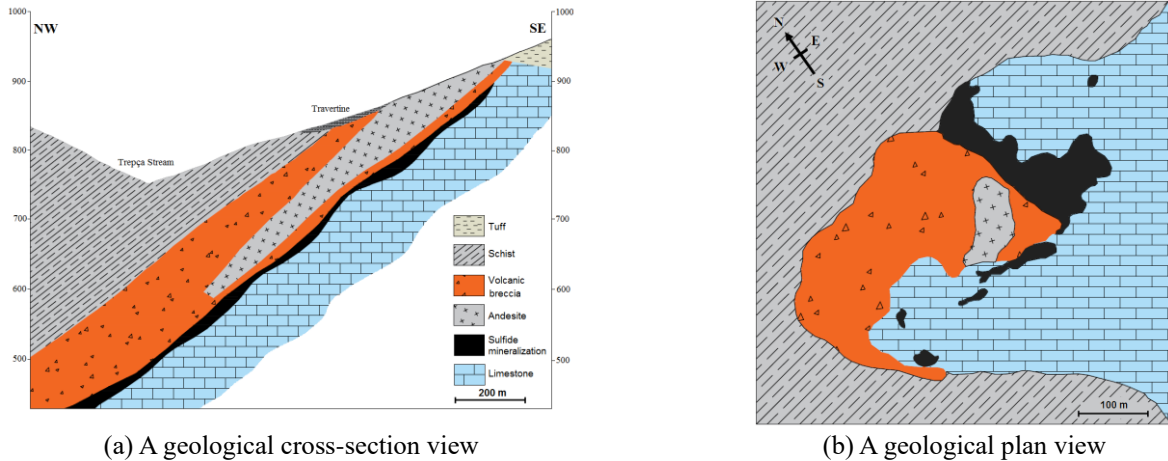 1000
NW
SE
1000
900
900
Travertine
800
800
Trepça Stream
700
700
600
600
500
500
Tuff
Schist
Volcanic
breccia
Andesite
Sulfide
mineralization
Limestone
200 m
(a) A geological cross-section view
E
W
S
100 m
(b) A geological plan view